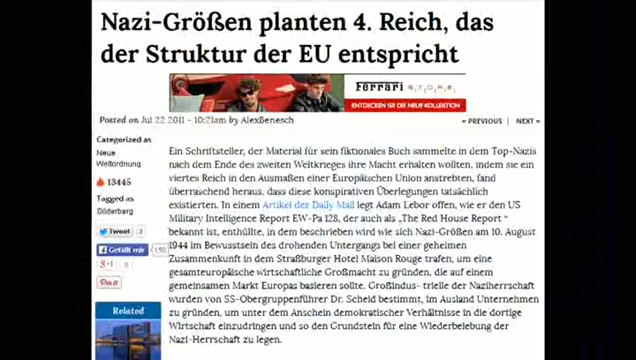 Nazi-Größen planten 4. Reich, das
der Struktur der EU entspricht
Ferrari STORE
ENTDECKEN SIE DIE NEUE KOLLEKTION
Posted on Jul 22 2011 - 10:21am by AlexBenesch
« PREVIOUS | NEXT »
Categorized as
Neue
Weltordnung
13445
Tagged as
Bilderberg
Tweet 3
Gefällt mir 150
+1
Pin it
Related
Ein Schriftsteller, der Material für sein fiktionales Buch sammelte in dem Top-Nazis
nach dem Ende des zweiten Weltkrieges ihre Macht erhalten wollten, indem sie ein
viertes Reich in den Ausmaßen einer Europäischen Union anstrebten, fand
überraschend heraus, dass diese konspirativen Überlegungen tatsächlich
existierten. In einem Artikel der Daily Mail legt Adam Lebor offen, wie er den US
Military Intelligence Report EW-Pa 128, der auch als „The Red House Report “
bekannt ist, enthüllte, in dem beschrieben wird wie sich Nazi-Größen am 10. August
1944 im Bewusstsein des drohenden Untergangs bei einer geheimen
Zusammenkunft in dem Straßburger Hotel Maison Rouge trafen, um eine
gesamteuropäische wirtschaftliche Großmacht zu gründen, die auf einem
gemeinsamen Markt Europas basieren sollte. Großindus- trielle der Naziherrschaft
wurden von SS-Obergruppenführer Dr. Scheid bestimmt, im Ausland Unternehmen
zu gründen, um unter dem Anschein demokratischer Verhältnisse in die dortige
Wirtschaft einzudringen und so den Grundstein für eine Wiederbelebung der
Nazi-Herrschaft zu legen.